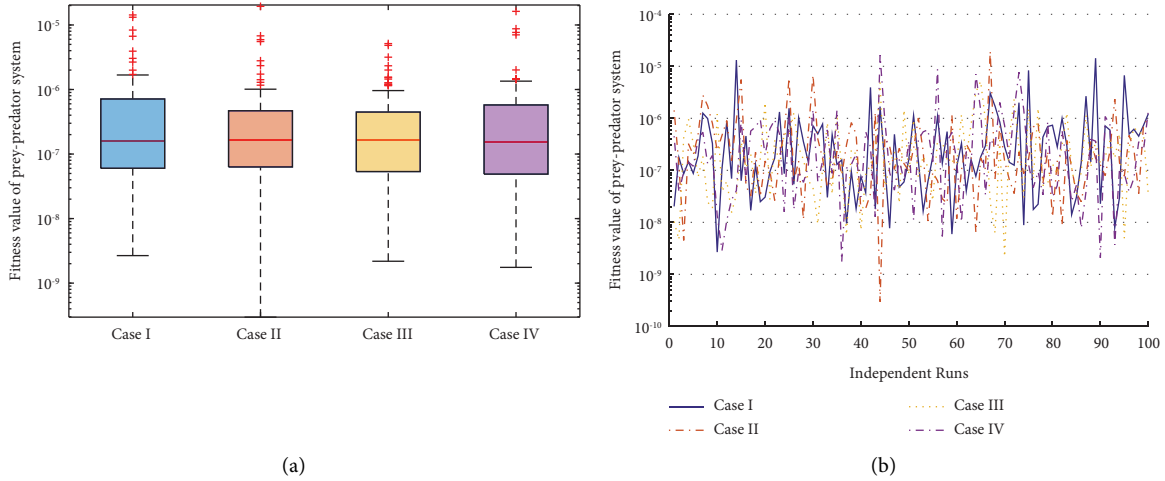 Fitness value of prey-predator system
10-5
10-6
10-7
10-8
10-9
Case I
Case II
Case III
Case IV
(a)
Fitness value of prey-predator system
10-4
10-5
10-6
10-7
10-8
10-9
10-10
0 10 20 30 40 50 60 70 80 90 100
Independent Runs
Case I
Case II
Case III
Case IV
(b)